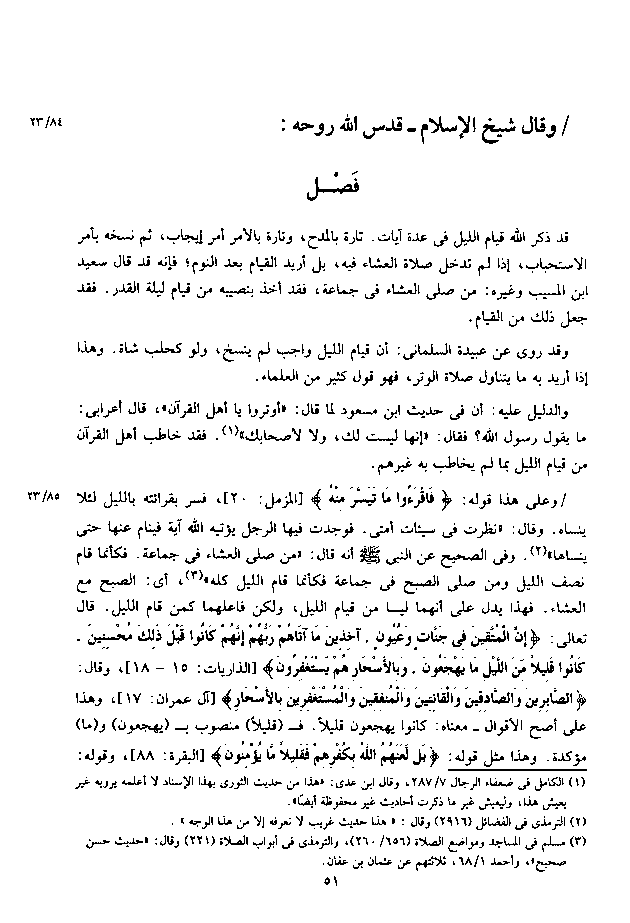 ٢٣/٨٤
/ وقال شيخ الإسلام ـ قدس الله روحه :
فَصْــل
قد ذكر الله قيام الليل فى عدة آيات. تارة بالمدح، وتارة بالأمر أمر إيجاب، ثم نسخه بأمر
الاستحباب، إذا لم تدخل صلاة العشاء فيه، بل أريد القيام بعد النوم؛ فإنه قد قال سعيد
ابن المسيب وغيره: من صلى العشاء فى جماعة، فقد أخذ بنصيبه من قيام ليلة القدر. فقد
جعل ذلك من القيام.
وقد روى عن عبيدة السلمانى: أن قيام الليل واجب لم ينسخ، ولو كحلب شاة. وهذا
إذا أريد به ما يتناول صلاة الوتر، فهو قول كثير من العلماء.
والدليل عليه: أن فى حديث ابن مسعود لما قال: «أوتروا يا أهل القرآن»، قال أعرابى:
ما يقول رسول الله؟ فقال: «إنها ليست لك، ولا لأصحابك»(١). فقد خاطب أهل القرآن
من قيام الليل بما لم يخاطب به غيرهم.
٢٣/٨٥
/ وعلى هذا قوله: ﴿ فَاقْرَءُوا مَا تَيَسَّرَ مِنْهُ ﴾ [المزمل: ٢٠]، فسر بقرائته بالليل لئلا
ينساه. وقال: «نظرت فى سيئات أمتى. فوجدت فيها الرجل يؤتيه الله آية فينام عنها حتى
ينساها»(٢). وفى الصحيح عن النبى ﷺ أنه قال: «من صلى العشاء فى جماعة. فكأنما قام
نصف الليل ومن صلى الصبح فى جماعة فكأنما قام الليل كله»(٣)، أى: الصبح مع
العشاء. فهذا يدل على أنهما ليسا من قيام الليل، ولكن فاعلهما كمن قام الليل. قال
تعالى: ﴿ إِنَّ الْمُتَّقِينَ فِى جَنَّاتٍ وَعُيُونٍ . آخِذِينَ مَا آتَاهُمْ رَبُّهُمْ إِنَّهُمْ كَانُوا قَبْلَ ذَلِكَ مُحْسِنِينَ .
كَانُوا قَلِيلاً مِّنَ اللَّيْلِ مَا يَهْجَعُونَ . وَبِالأَسْحَارِ هُمْ يَسْتَغْفِرُونَ ﴾ [الذاريات: ١٥ - ١٨]، وقال:
﴿ الصَّابِرِينَ وَالصَّادِقِينَ وَالْقَانِتِينَ وَالْمُنفِقِينَ وَالْمُسْتَغْفِرِينَ بِالأَسْحَارِ ﴾ [آل عمران: ١٧]، وهذا
على أصح الأقوال ـ معناه: كانوا يهجعون قليلاً. فـ (قليلاً) منصوب بـ (يهجعون) و(ما)
مؤكدة. وهذا مثل قوله: ﴿ بَل لَّعَنَهُمُ اللَّهُ بِكُفْرِهِمْ فَقَلِيلاً مَّا يُؤْمِنُونَ ﴾ [البقرة: ٨٨]، وقوله:
(١) الكامل فى ضعفاء الرجال ٢٨٧/٧، وقال ابن عدى: «هذا من حديث الثورى بهذا الإسناد لا أعلمه يرويه غير
يعيش هذا، وليعيش غير ما ذكرت أحاديث غير محفوظة أيضًا».
(٢) الترمذى فى الفضائل (٢٩١٦) وقال : « هذا حديث غريب لا نعرفه إلا من هذا الوجه » .
(٣) مسلم فى المساجد ومواضع الصلاة (٢٦٠/٦٥٦)، والترمذى فى أبواب الصلاة (٢٢١) وقال: «حديث حسن
صحيح»، وأحمد ٦٨/١، ثلاثتهم عن عثمان بن عفان.
٥١